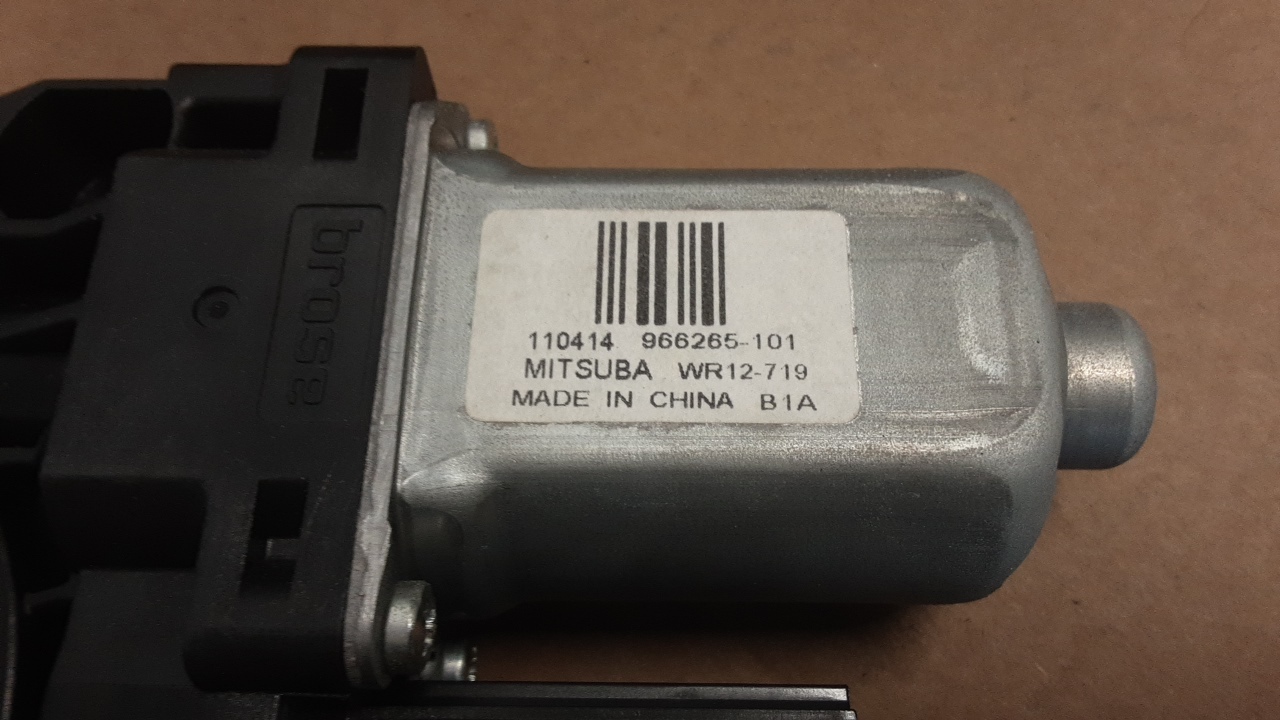 brose
110414 966265-101
MITSUBA WR12-719
MADE IN CHINA B1A